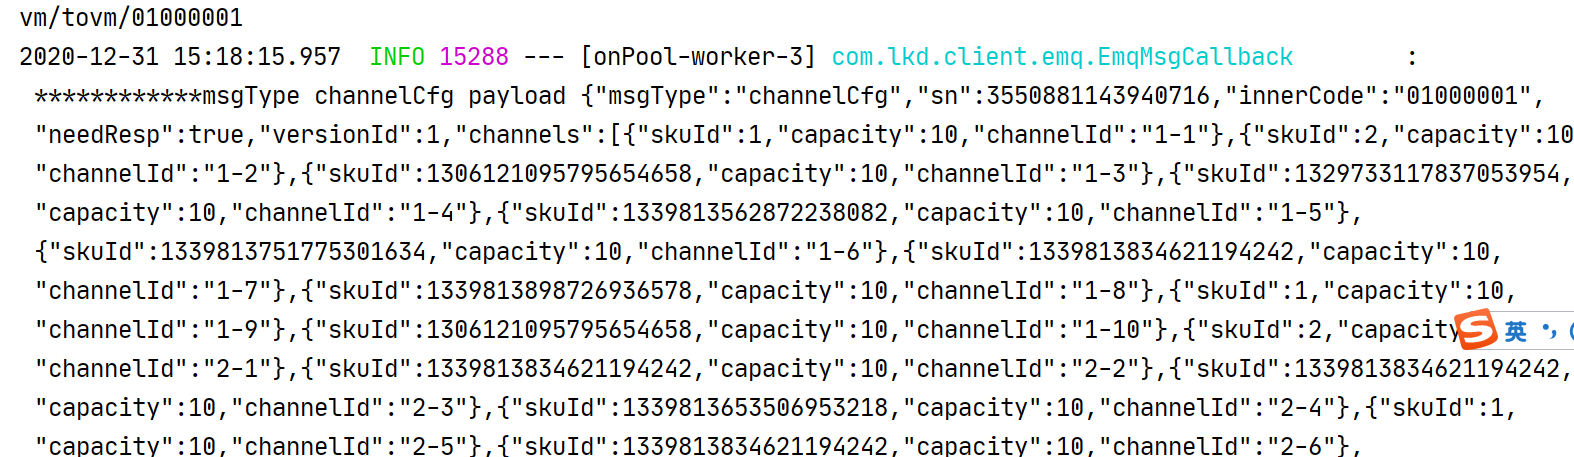 vm/tovm/01000001
2020-12-31 15:18:15.957  INFO 15288 --- [onPool-worker-3] com.lkd.client.emq.EmqMsgCallback        :
************msgType channelCfg payload {"msgType":"channelCfg","sn":3550881143940716,"innerCode":"01000001",
"needResp":true,"versionId":1,"channels":[{"skuId":1,"capacity":10,"channelId":"1-1"},{"skuId":2,"capacity":10
"channelId":"1-2"},{"skuId":1306121095795654658,"capacity":10,"channelId":"1-3"},{"skuId":1329733117837053954,
"capacity":10,"channelId":"1-4"},{"skuId":1339813562872238082,"capacity":10,"channelId":"1-5"},
{"skuId":1339813751775301634,"capacity":10,"channelId":"1-6"},{"skuId":1339813834621194242,"capacity":10,
"channelId":"1-7"},{"skuId":1339813898726936578,"capacity":10,"channelId":"1-8"},{"skuId":1,"capacity":10,
"channelId":"1-9"},{"skuId":1306121095795654658,"capacity":10,"channelId":"1-10"},{"skuId":2,"capacity
英
"channelId":"2-1"},{"skuId":1339813834621194242,"capacity":10,"channelId":"2-2"},{"skuId":1339813834621194242,
"capacity":10,"channelId":"2-3"},{"skuId":1339813653506953218,"capacity":10,"channelId":"2-4"},{"skuId":1,
"capacity":10,"channelId":"2-5"},{"skuId":1339813834621194242,"capacity":10,"channelId":"2-6"},